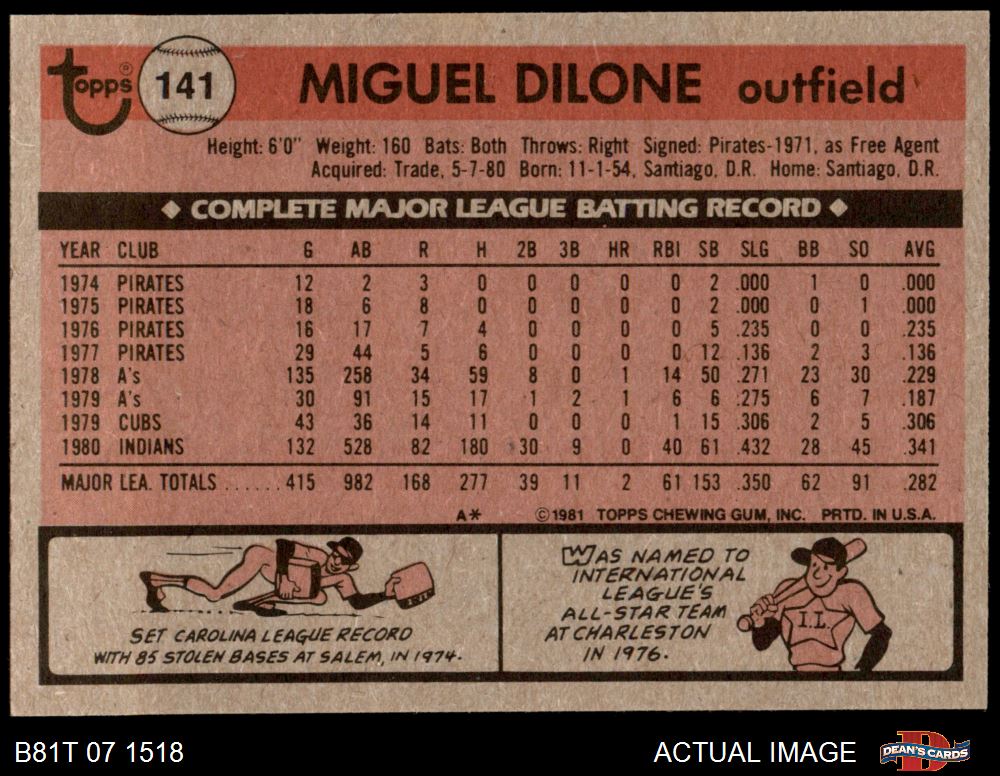 Topps® 141 MIGUEL DILONE outfield
Height: 6'0" Weight: 160 Bats: Both Throws: Right Signed: Pirates-1971, as Free Agent
Acquired: Trade, 5-7-80 Born: 11-1-54, Santiago, D.R. Home: Santiago, D.R.
◆ COMPLETE MAJOR LEAGUE BATTING RECORD ◆
YEAR CLUB G AB R H 2B 3B HR RBI SB SLG BB SO AVG
1974 PIRATES 12 2 3 0 0 0 0 0 2 .000 1 0 .000
1975 PIRATES 18 6 8 0 0 0 0 0 2 .000 0 1 .000
1976 PIRATES 16 17 7 4 0 0 0 0 5 .235 0 0 .235
1977 PIRATES 29 44 5 6 0 0 0 0 12 .136 2 3 .136
1978 A's 135 258 34 59 8 0 1 14 50 .271 23 30 .229
1979 A's 30 91 15 17 1 2 1 6 6 .275 6 7 .187
1979 CUBS 43 36 14 11 0 0 0 1 15 .306 2 5 .306
1980 INDIANS 132 528 82 180 30 9 0 40 61 .432 28 45 .341
MAJOR LEA. TOTALS ...... 415 982 168 277 39 11 2 61 153 .350 62 91 .282
A* ©1981 TOPPS CHEWING GUM, INC. PRTD. IN U.S.A.
SET CAROLINA LEAGUE RECORD
WITH 85 STOLEN BASES AT SALEM, IN 1974.
WAS NAMED TO
INTERNATIONAL
LEAGUE'S
ALL-STAR TEAM
AT CHARLESTON
IN 1976.
I.L.
B81T 07 1518 ACTUAL IMAGE DEAN'S CARDS